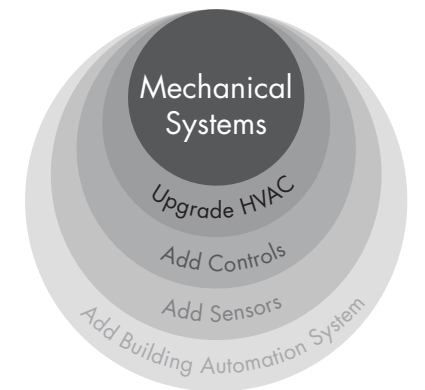 Mechanical
Systems
Upgrade HVAC
Add Controls
Add Sensors
Add Building Automation System